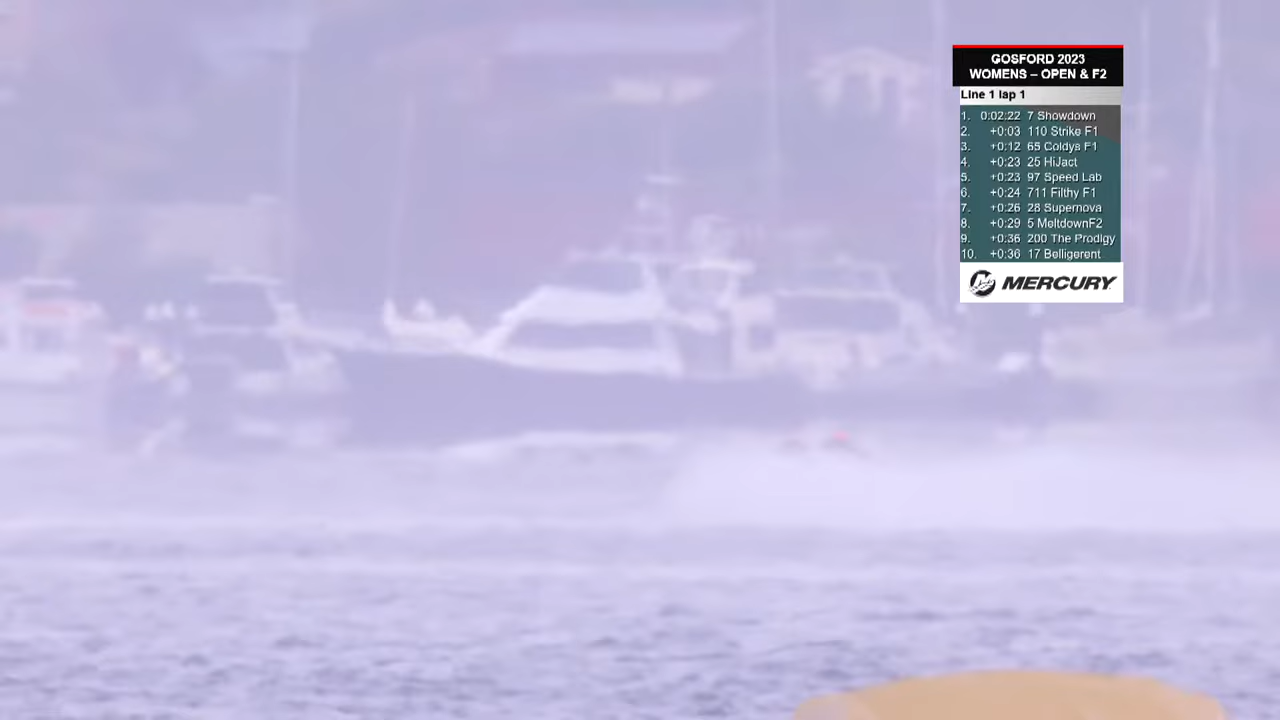 GOSFORD 2023
WOMENS – OPEN & F2
Line 1 lap 1
1. 0:02:22 7 Showdown
2. +0:03 110 Strike F1
3. +0:12 65 Coldys F1
4. +0:23 25 HiJact
5. +0:23 97 Speed Lab
6. +0:24 711 Filthy F1
7. +0:26 28 Supernova
8. +0:29 5 MeltdownF2
9. +0:36 200 The Prodigy
10. +0:36 17 Belligerent
MERCURY